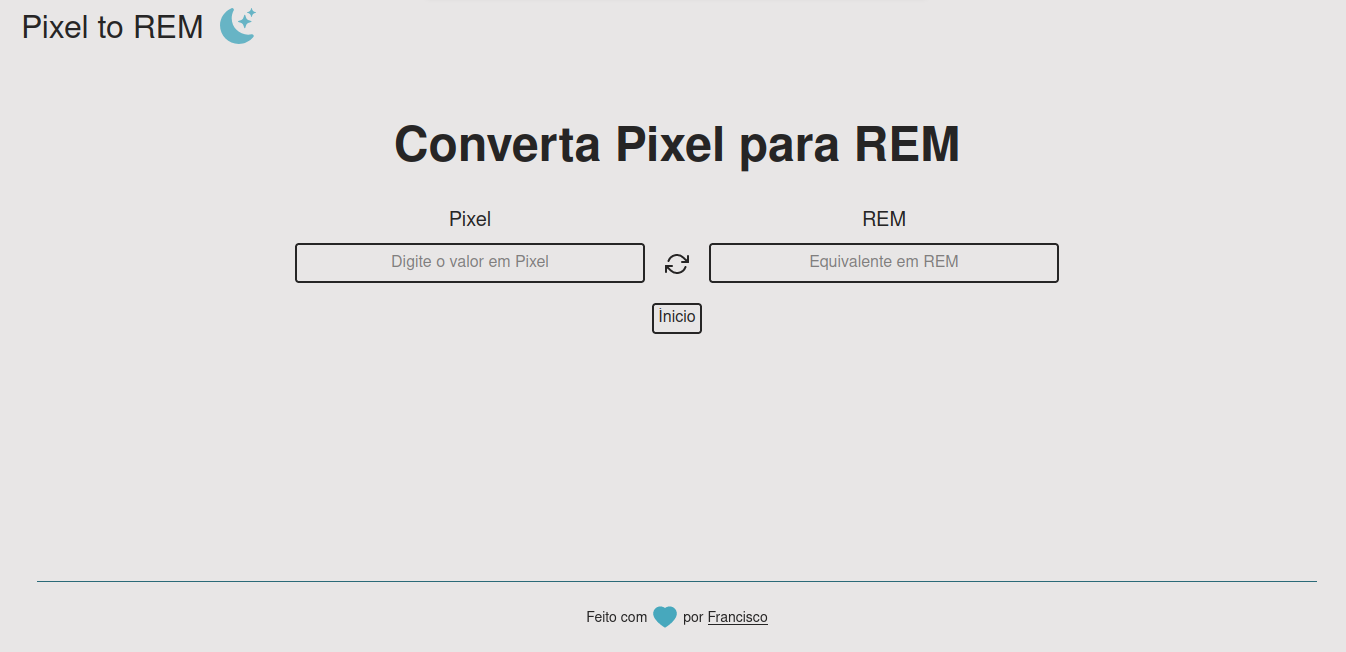 Pixel to REM
Converta Pixel para REM
Pixel
REM
Digite o valor em Pixel
Equivalente em REM
Ínicio
Feito com por Francisco